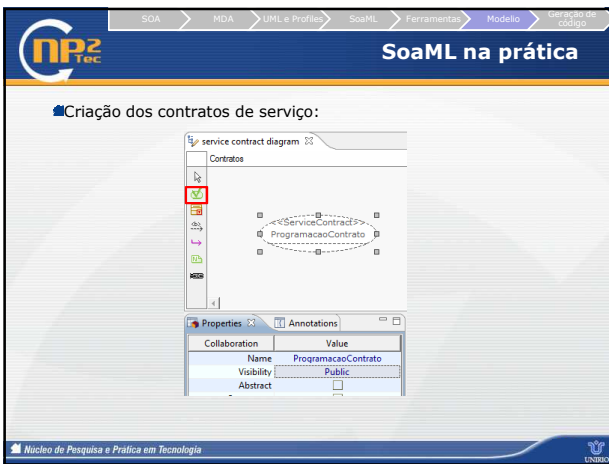 SOA
MDA
UML e Profiles
SoaML
Ferramentas
Modelio
Geração de código
NP2
Tec
SoaML na prática
Criação dos contratos de serviço:
service contract diagram
Contratos
<<ServiceContract>>
ProgramacaoContrato
Properties
Annotations
Collaboration
Value
Name
ProgramacaoContrato
Visibility
Public
Abstract
Núcleo de Pesquisa e Prática em Tecnologia
UNIRIO